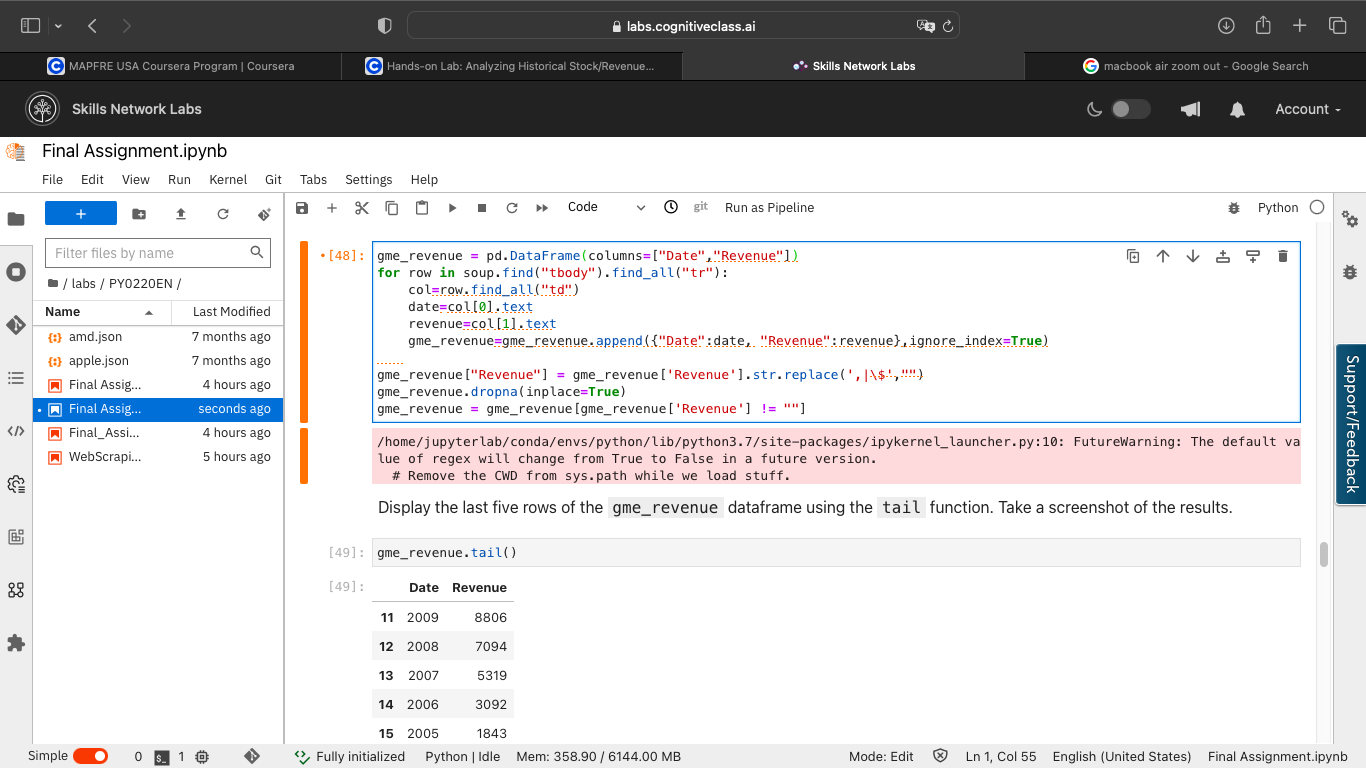 labs.cognitiveclass.ai
MAPFRE USA Coursera Program | Coursera
Hands-on Lab: Analyzing Historical Stock/Revenue...
Skills Network Labs
macbook air zoom out - Google Search
Skills Network Labs
Account
Final Assignment.ipynb
File Edit View Run Kernel Git Tabs Settings Help
Code
git
Run as Pipeline
Python
Filter files by name
/ labs / PY0220EN /
Name Last Modified
amd.json 7 months ago
apple.json 7 months ago
Final Assig... 4 hours ago
Final Assig... seconds ago
Final_Assi... 4 hours ago
WebScrapi... 5 hours ago
[48]:
gme_revenue = pd.DataFrame(columns=["Date","Revenue"])
for row in soup.find("tbody").find_all("tr"):
    col=row.find_all("td")
    date=col[0].text
    revenue=col[1].text
    gme_revenue=gme_revenue.append({"Date":date, "Revenue":revenue},ignore_index=True)
gme_revenue["Revenue"] = gme_revenue['Revenue'].str.replace(',|\$',"")
gme_revenue.dropna(inplace=True)
gme_revenue = gme_revenue[gme_revenue['Revenue'] != ""]
/home/jupyterlab/conda/envs/python/lib/python3.7/site-packages/ipykernel_launcher.py:10: FutureWarning: The default va
lue of regex will change from True to False in a future version.
  # Remove the CWD from sys.path while we load stuff.
Display the last five rows of the gme_revenue dataframe using the tail function. Take a screenshot of the results.
[49]: gme_revenue.tail()
[49]: Date Revenue
11 2009 8806
12 2008 7094
13 2007 5319
14 2006 3092
15 2005 1843
Support/Feedback
Simple 0 1 Fully initialized Python | Idle Mem: 358.90 / 6144.00 MB Mode: Edit Ln 1, Col 55 English (United States) Final Assignment.ipynb